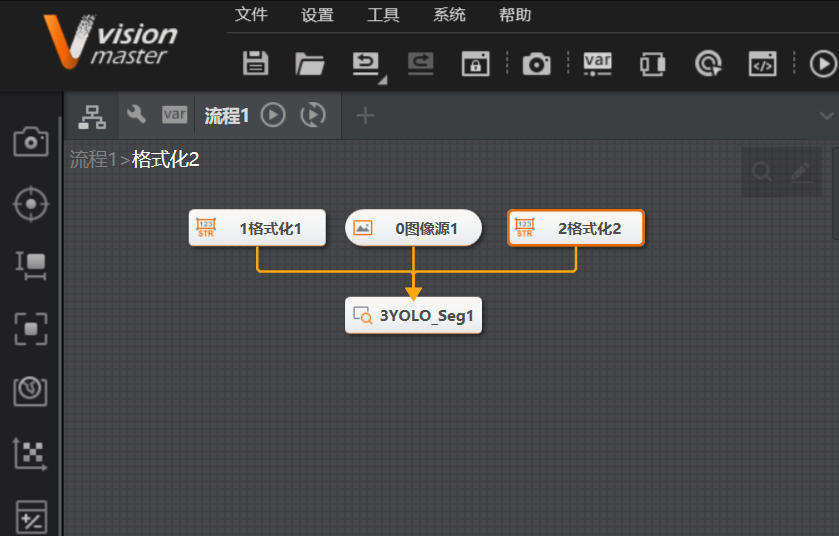 vision
master
文件 设置 工具 系统 帮助
var
</>
var 流程1
流程1>格式化2
123
STR
1格式化1
0图像源1
123
STR
2格式化2
3YOLO_Seg1